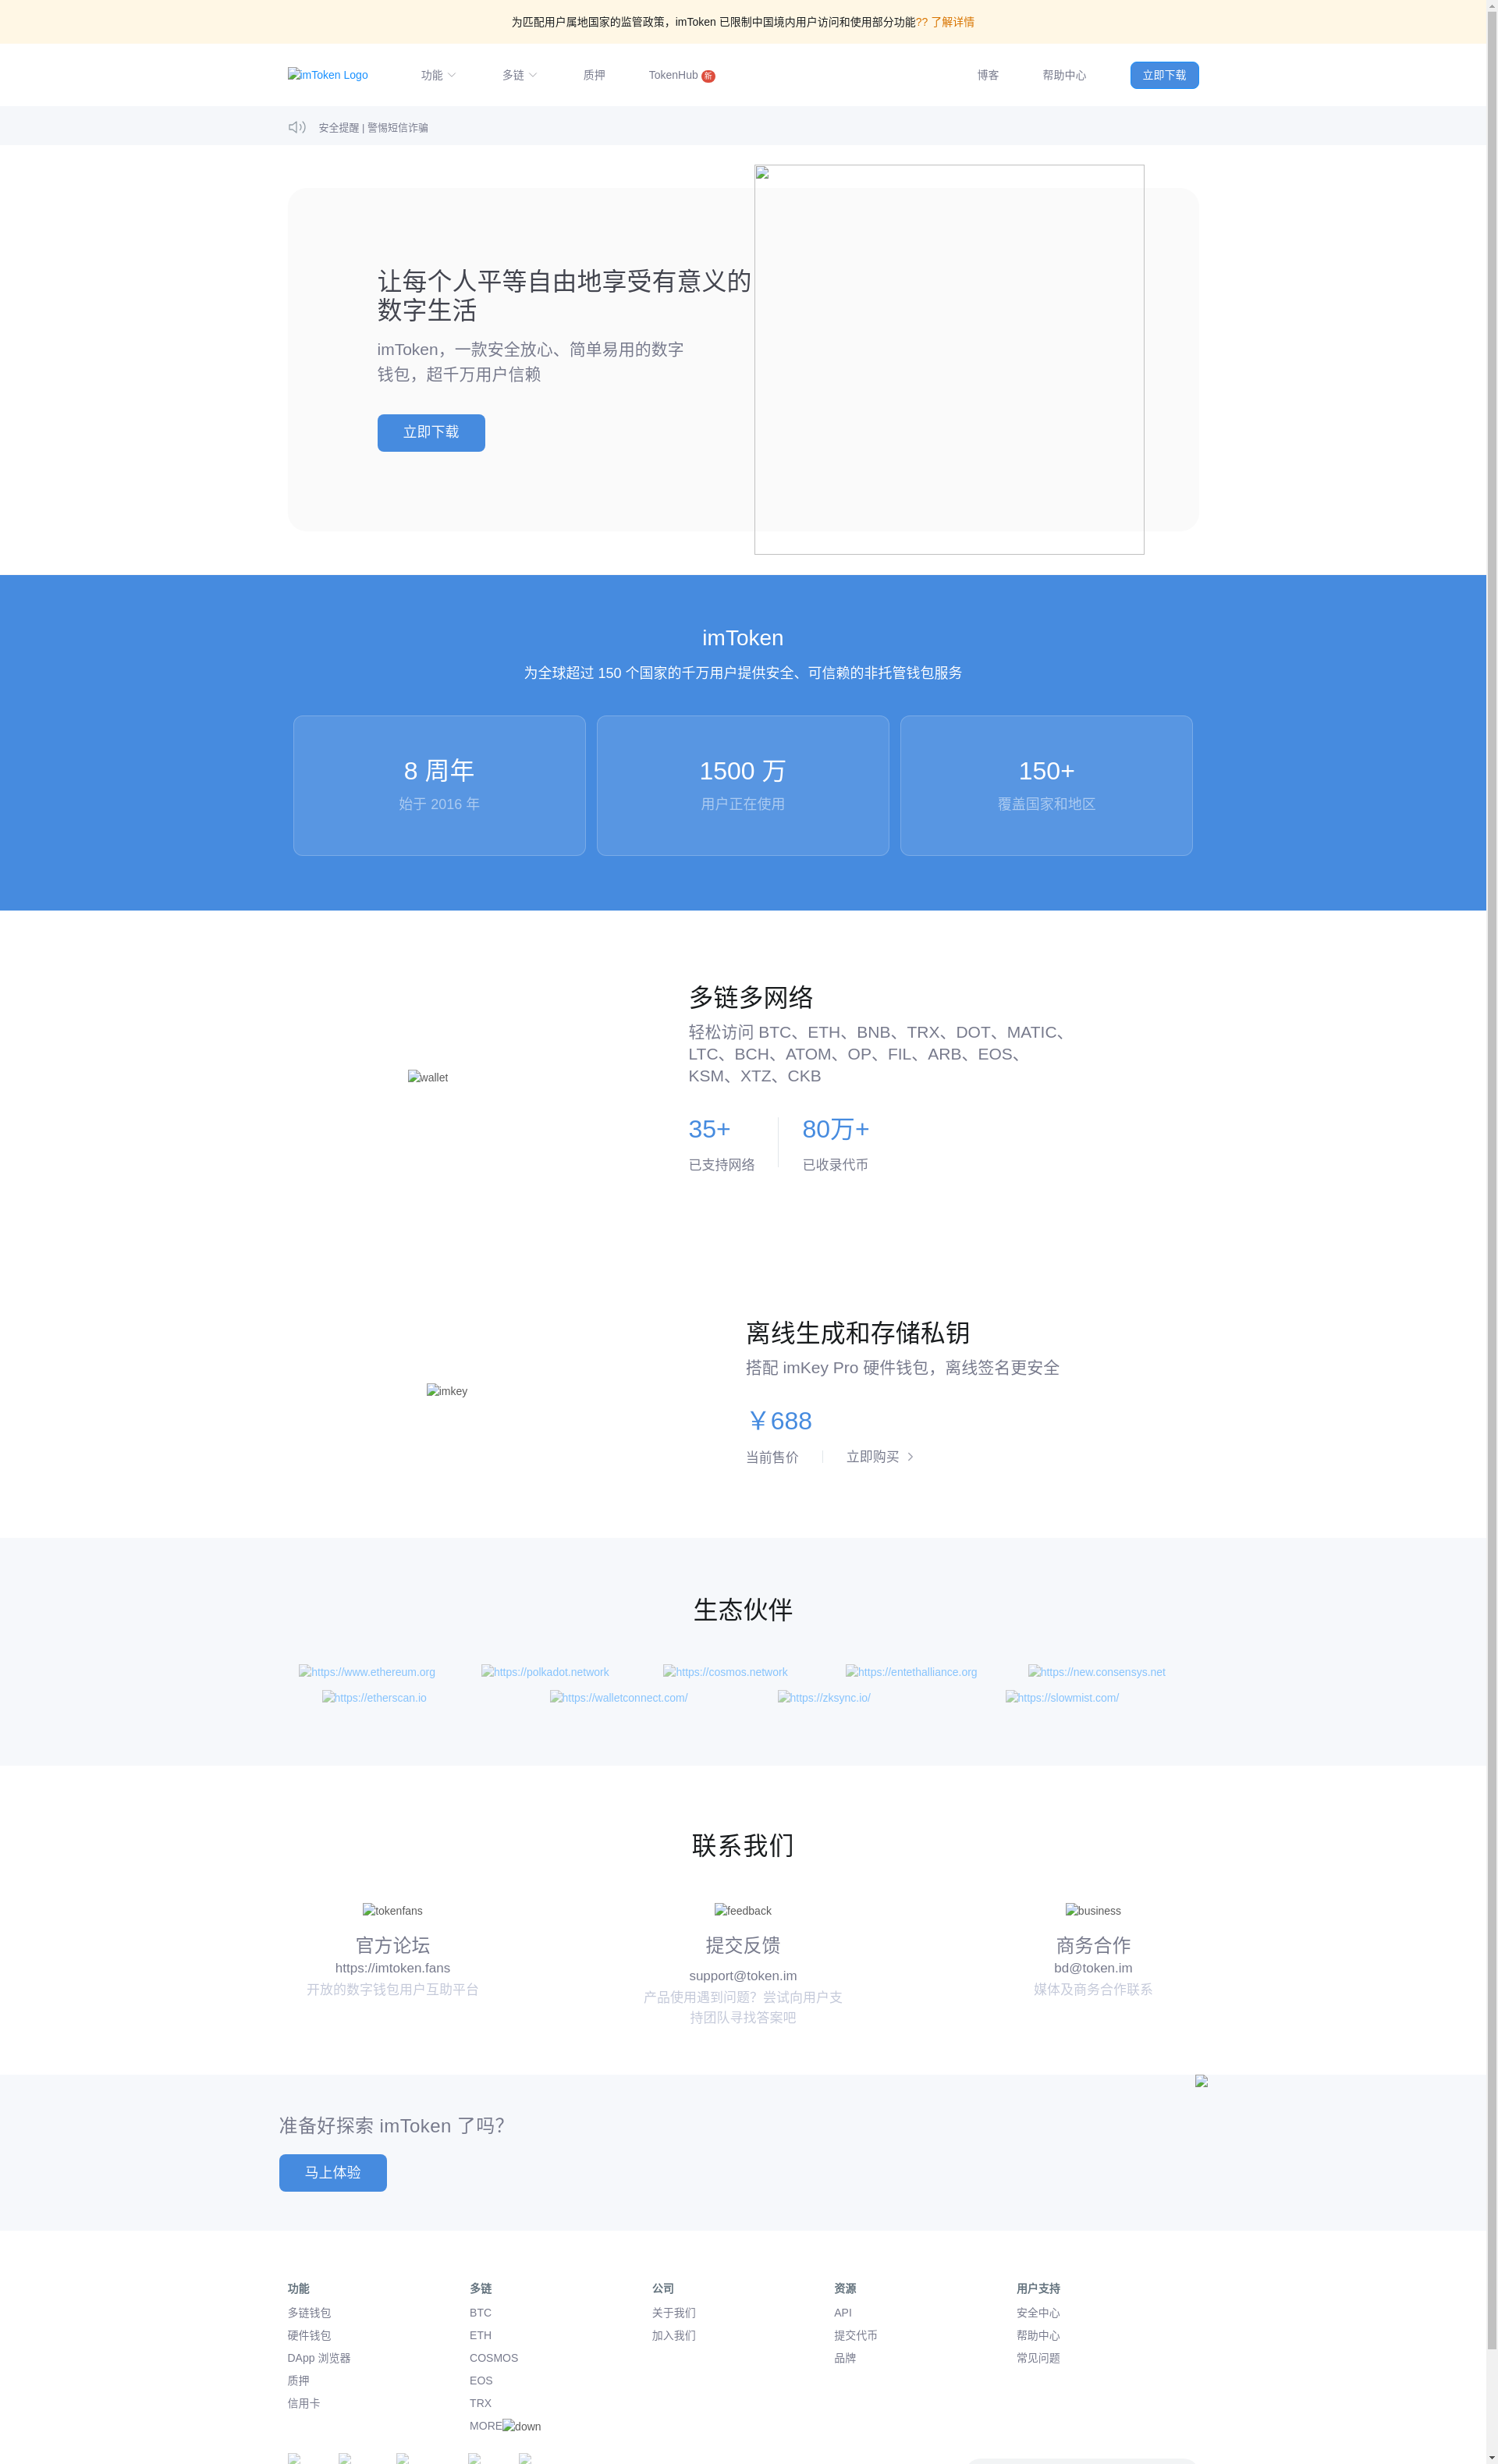 为匹配用户属地国家的监管政策，imToken 已限制中国境内用户访问和使用部分功能?? 了解详情
imToken Logo 功能 多链 质押 TokenHub 新 博客 帮助中心 立即下载
安全提醒 | 警惕短信诈骗
让每个人平等自由地享受有意义的
数字生活
imToken，一款安全放心、简单易用的数字
钱包，超千万用户信赖
立即下载
imToken
为全球超过 150 个国家的千万用户提供安全、可信赖的非托管钱包服务
8 周年 1500 万 150+
始于 2016 年 用户正在使用 覆盖国家和地区
wallet
多链多网络
轻松访问 BTC、ETH、BNB、TRX、DOT、MATIC、
LTC、BCH、ATOM、OP、FIL、ARB、EOS、
KSM、XTZ、CKB
35+ 80万+
已支持网络 已收录代币
imkey
离线生成和存储私钥
搭配 imKey Pro 硬件钱包，离线签名更安全
￥688
当前售价 立即购买
生态伙伴
https://www.ethereum.org https://polkadot.network https://cosmos.network https://entethalliance.org https://new.consensys.net
https://etherscan.io https://walletconnect.com/ https://zksync.io/ https://slowmist.com/
联系我们
tokenfans feedback business
官方论坛 提交反馈 商务合作
https://imtoken.fans support@token.im bd@token.im
开放的数字钱包用户互助平台 产品使用遇到问题？尝试向用户支 媒体及商务合作联系
持团队寻找答案吧
准备好探索 imToken 了吗？
马上体验
功能 多链 公司 资源 用户支持
多链钱包 BTC 关于我们 API 安全中心
硬件钱包 ETH 加入我们 提交代币 帮助中心
DApp 浏览器 COSMOS 品牌 常见问题
质押 EOS
信用卡 TRX
MORE down